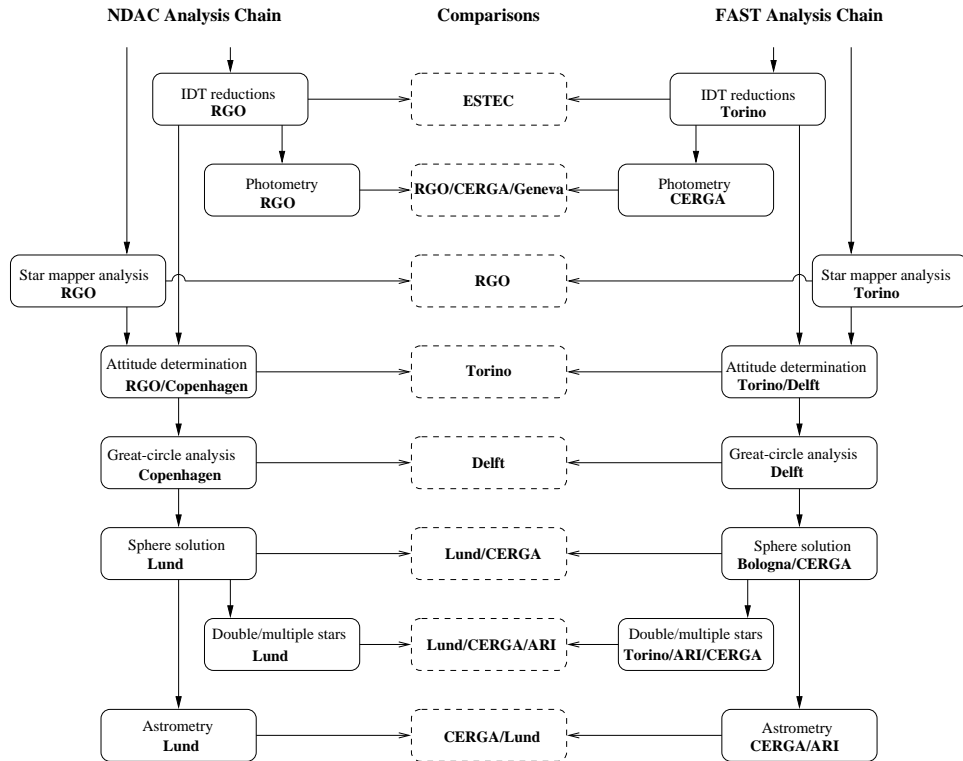 NDAC Analysis Chain
Comparisons
FAST Analysis Chain
IDT reductions
RGO
ESTEC
IDT reductions
Torino
Photometry
RGO
RGO/CERGA/Geneva
Photometry
CERGA
Star mapper analysis
RGO
RGO
Star mapper analysis
Torino
Attitude determination
RGO/Copenhagen
Torino
Attitude determination
Torino/Delft
Great-circle analysis
Copenhagen
Delft
Great-circle analysis
Delft
Sphere solution
Lund
Lund/CERGA
Sphere solution
Bologna/CERGA
Double/multiple stars
Lund
Lund/CERGA/ARI
Double/multiple stars
Torino/ARI/CERGA
Astrometry
Lund
CERGA/Lund
Astrometry
CERGA/ARI